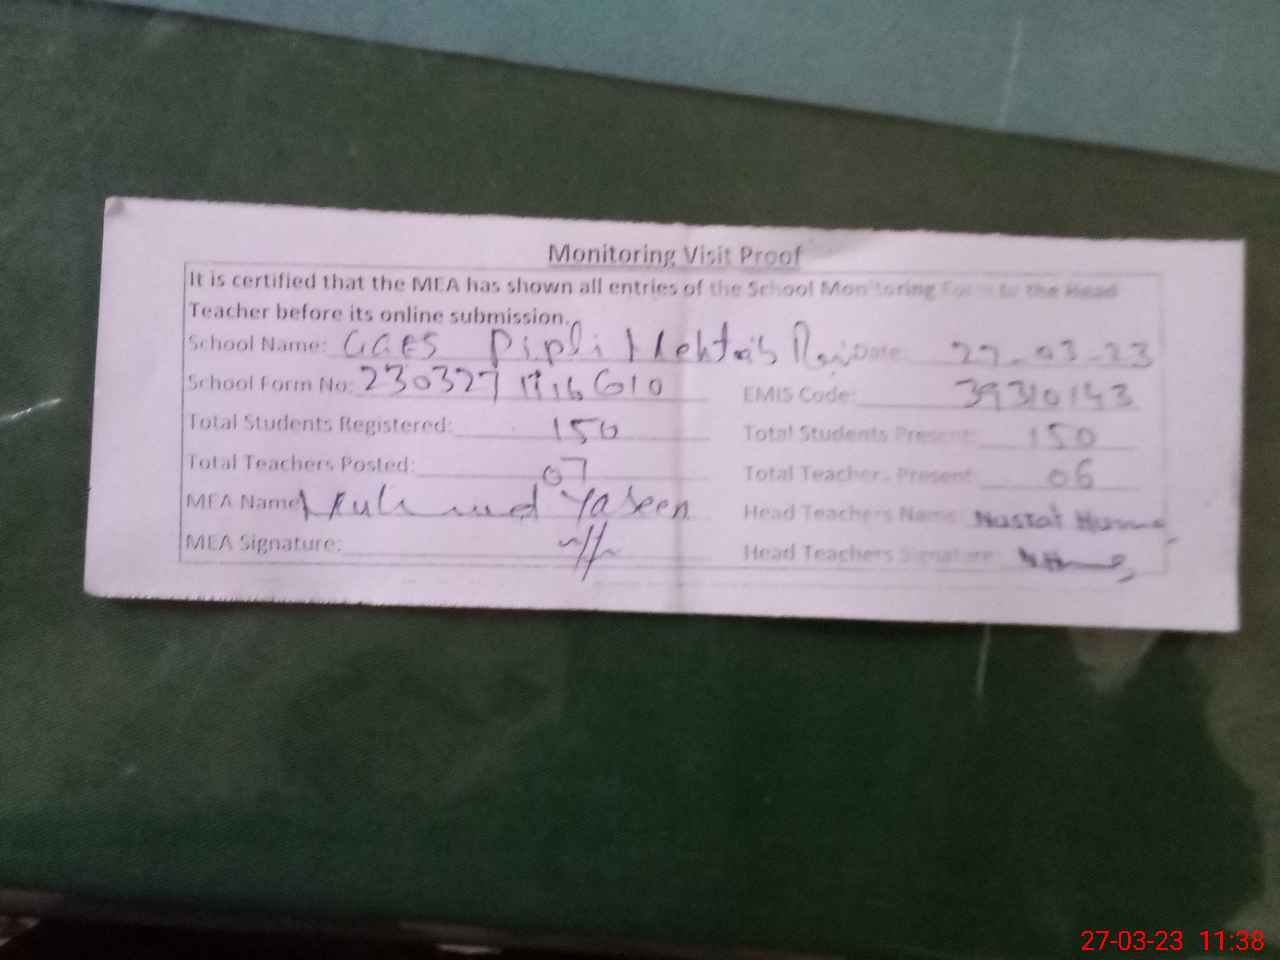 Monitoring Visit Proof
It is certified that the MEA has shown all entries of the School Monitoring Form to the Head
Teacher before its online submission.
School Name: GGES Pipli Date: 27-03-23
School Form No: EMIS Code: 39310143
Total Students Registered: 150 Total Students Present: 150
Total Teachers Posted: 07 Total Teachers Present: 06
MEA Name: Yaseen Head Teachers Name: Nusrat
MEA Signature: Head Teachers Signature:
27-03-23 11:38